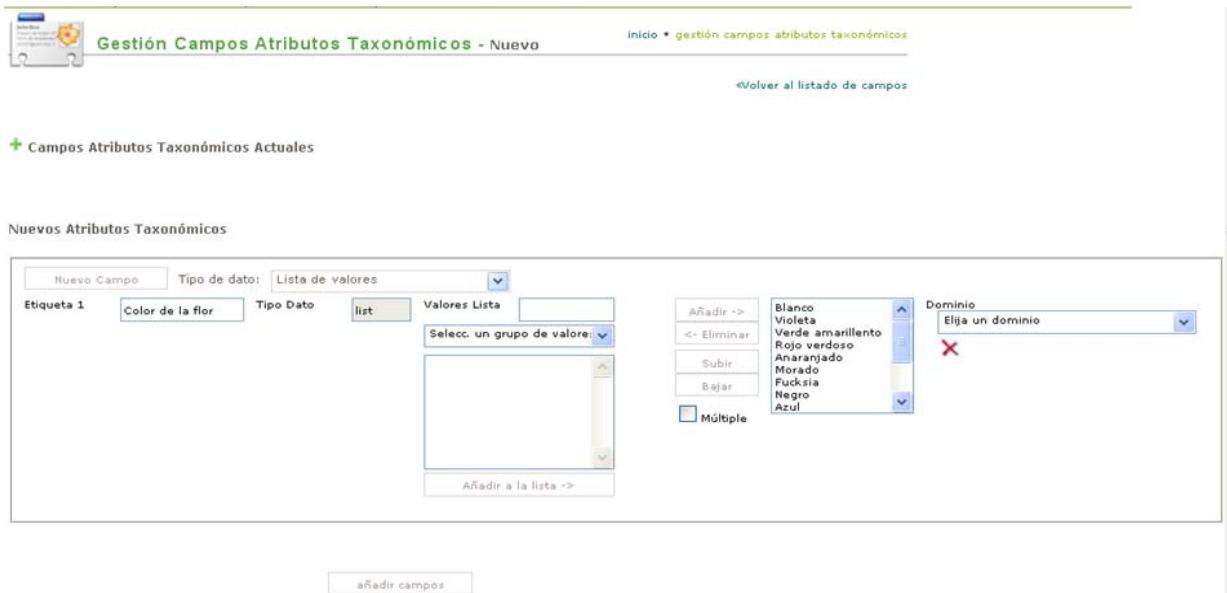 Gestión Campos Atributos Taxonómicos - Nuevo
inicio • gestión campos atributos taxonómicos
«Volver al listado de campos
+ Campos Atributos Taxonómicos Actuales
Nuevos Atributos Taxonómicos
Nuevo Campo Tipo de dato: Lista de valores
Etiqueta 1 Color de la flor Tipo Dato list Valores Lista
Selecc. un grupo de valore
Añadir a la lista ->
Añadir ->
<- Eliminar
Subir
Bajar
Múltiple
Blanco
Violeta
Verde amarillento
Rojo verdoso
Anaranjado
Morado
Fucksia
Negro
Azul
Dominio
Elija un dominio
añadir campos